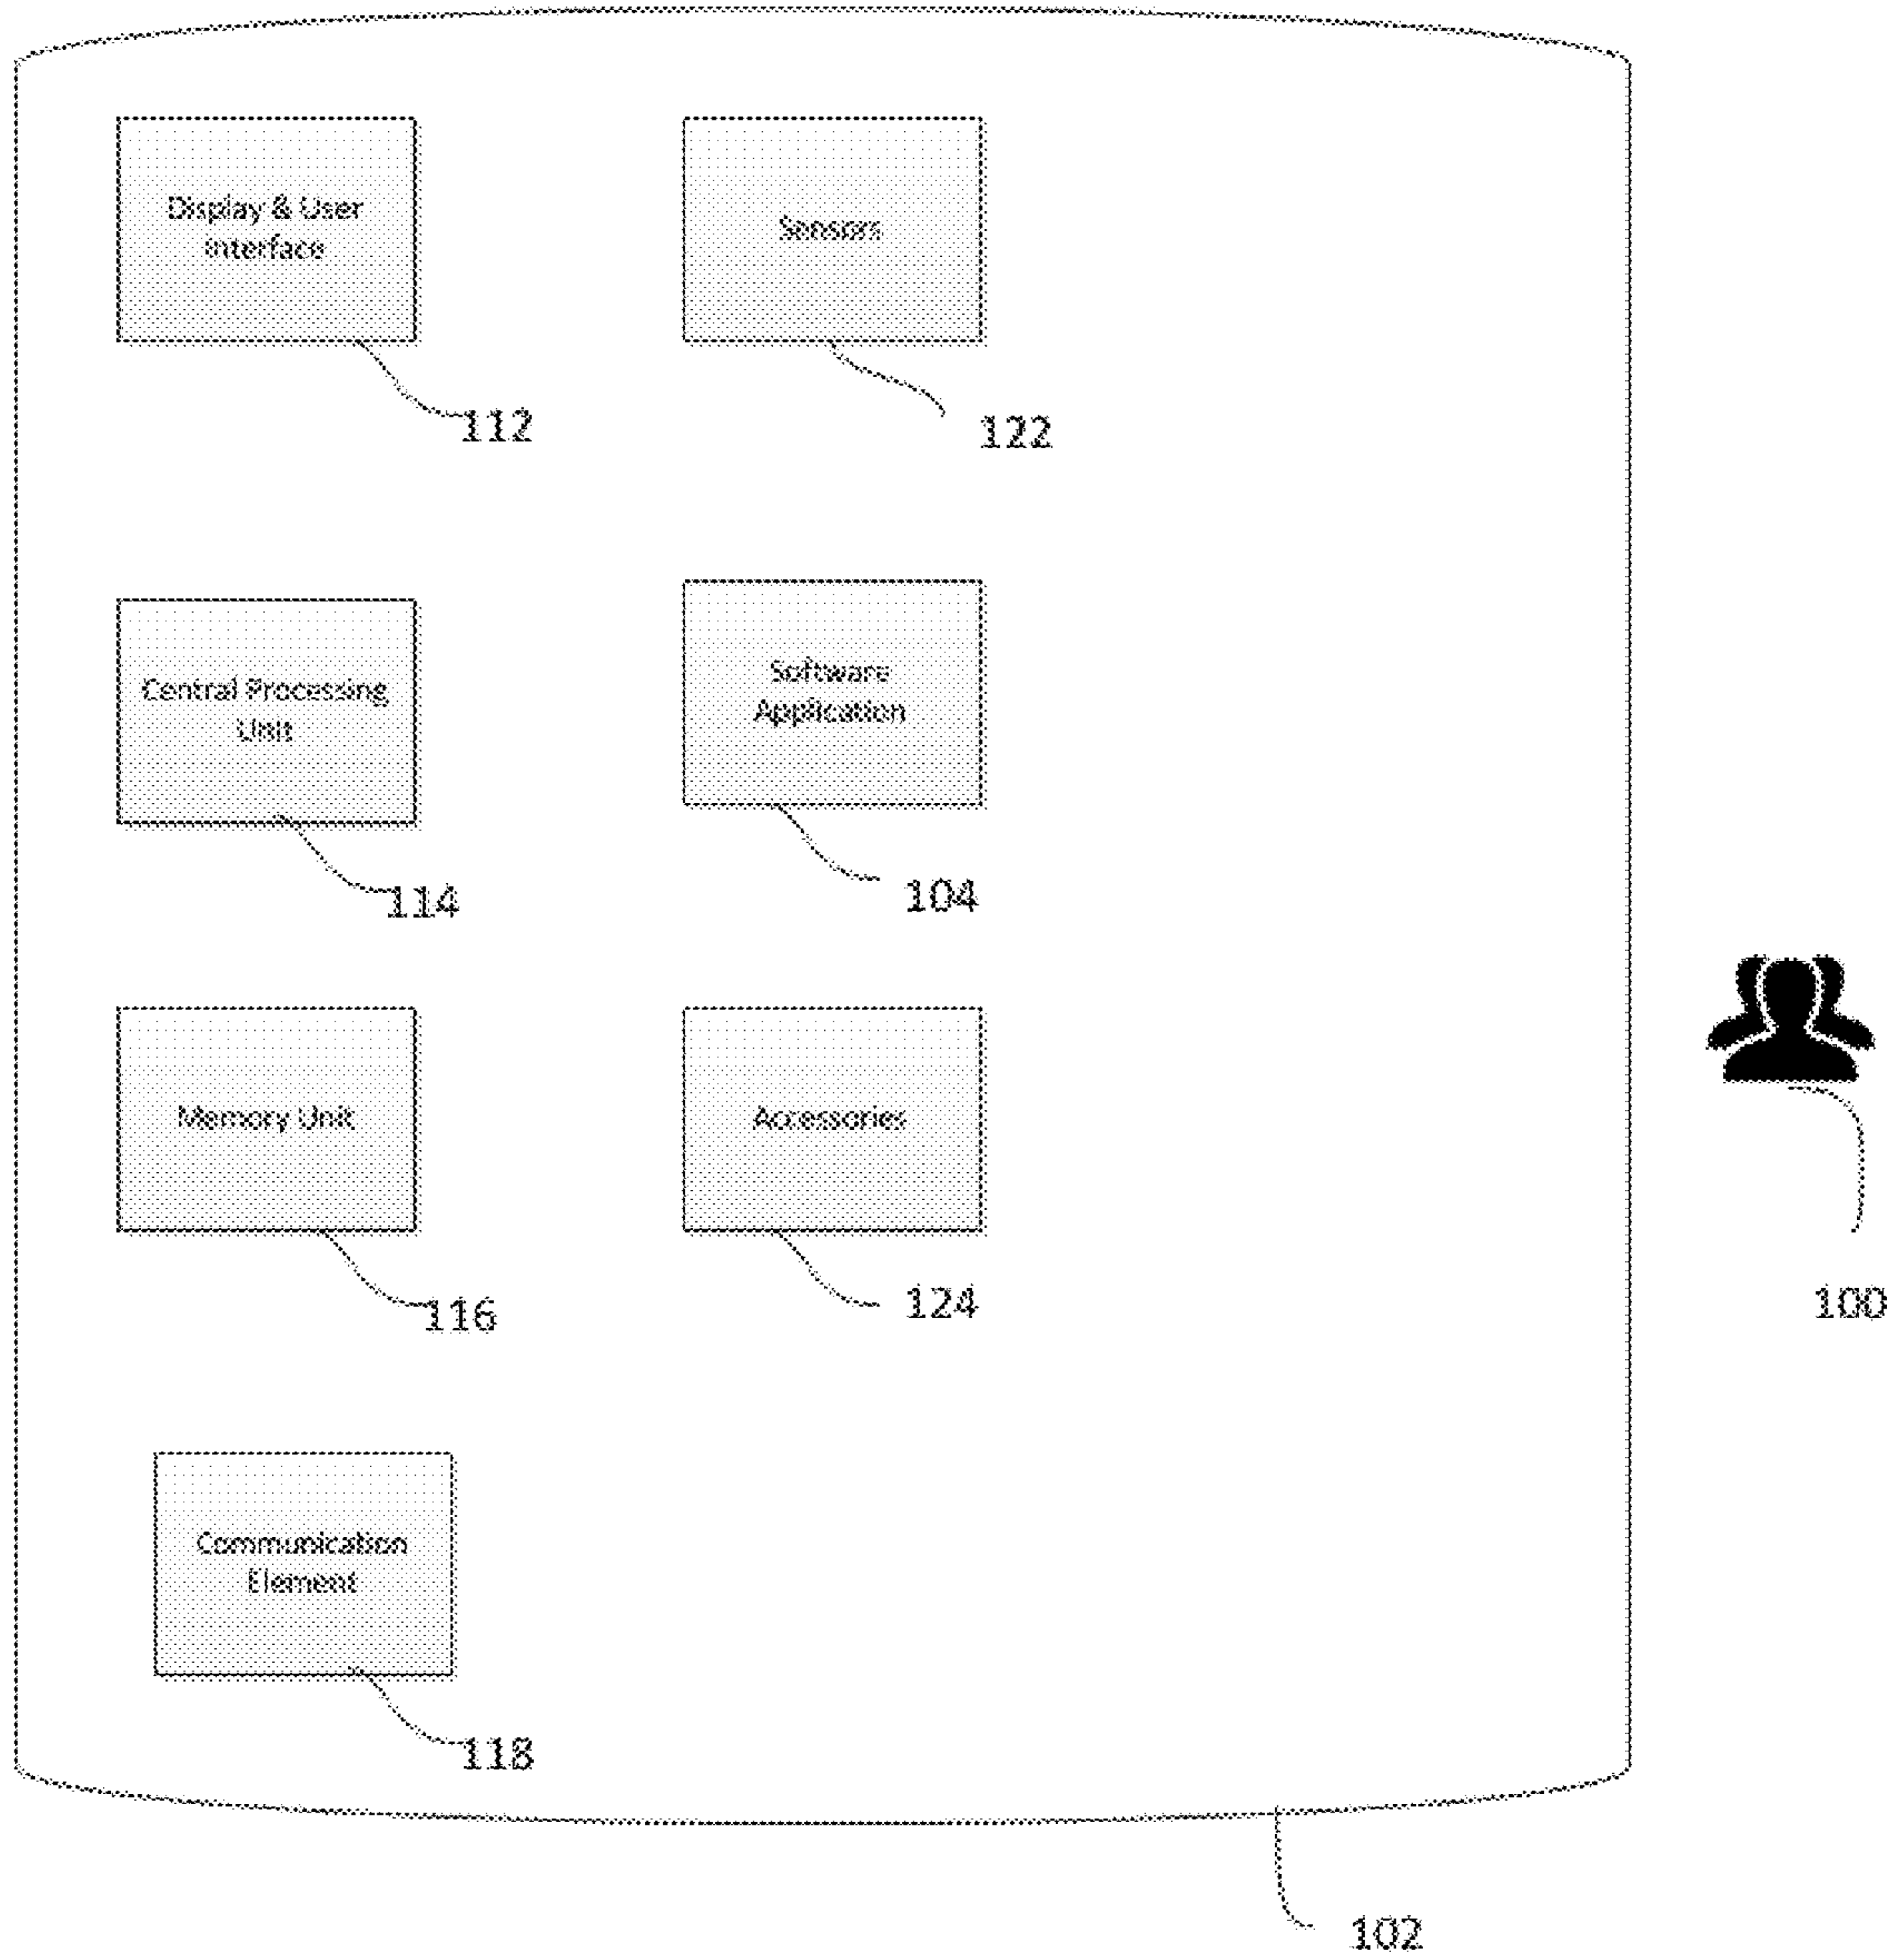 Display & User
Interface
112
Sensors
122
Central Processing
Unit
114
Software
Application
104
Memory Unit
116
Accessories
124
100
Communication
Element
118
102